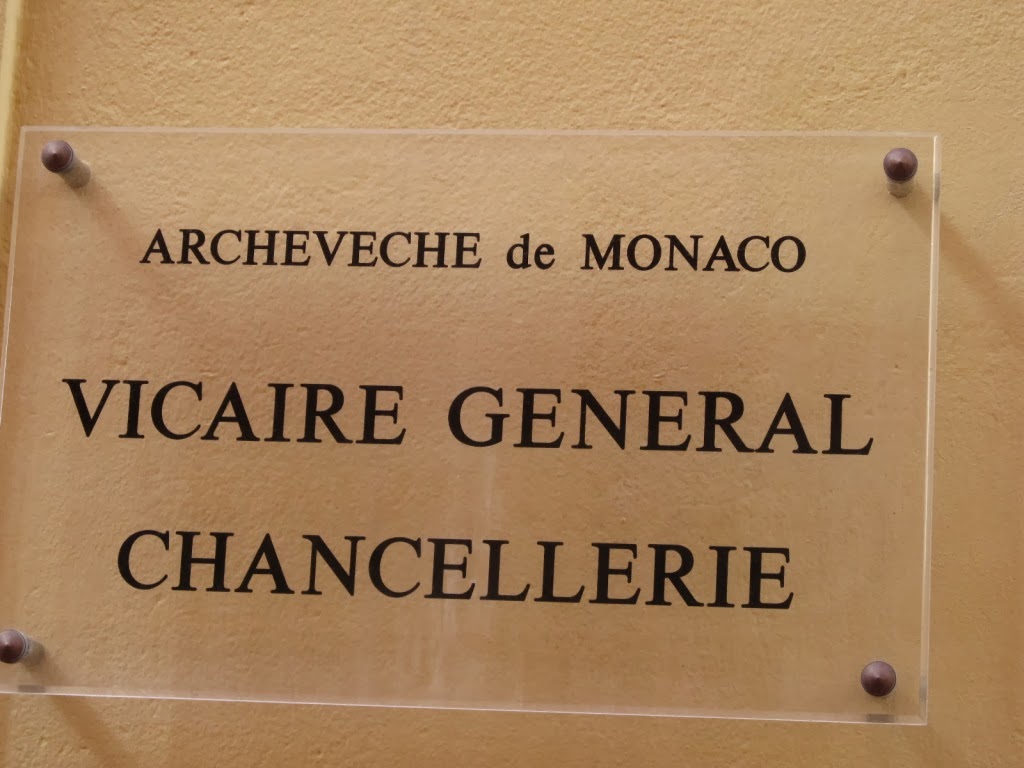 ARCHEVECHE de MONACO
VICAIRE GENERAL
CHANCELLERIE